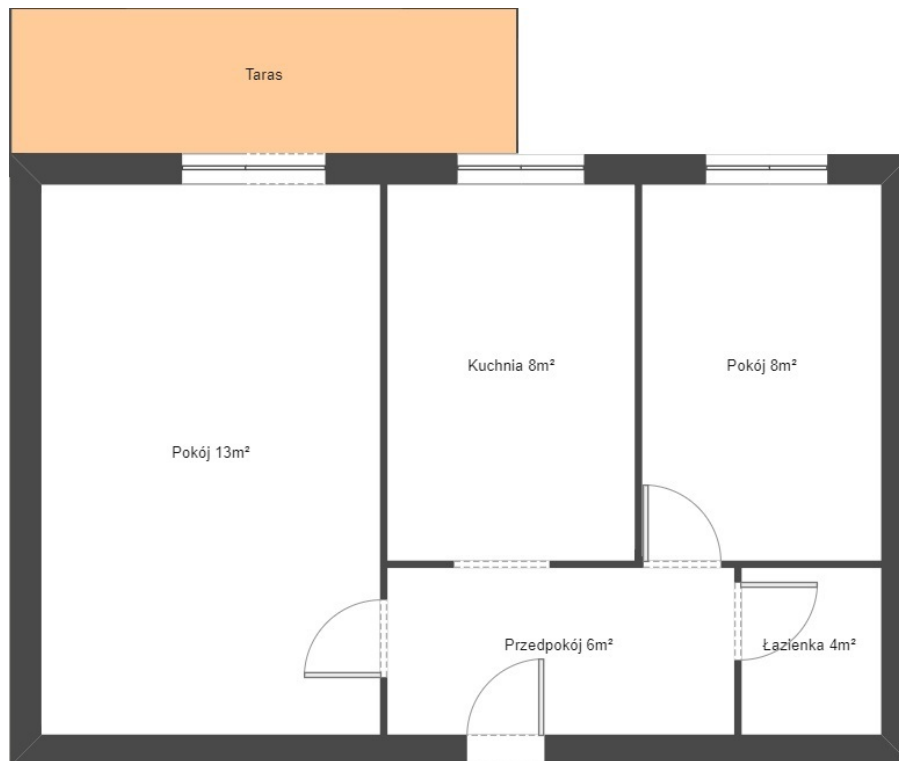 Taras
Kuchnia 8m²
Pokój 8m²
Pokój 13m²
Przedpokój 6m²
Łazienka 4m²